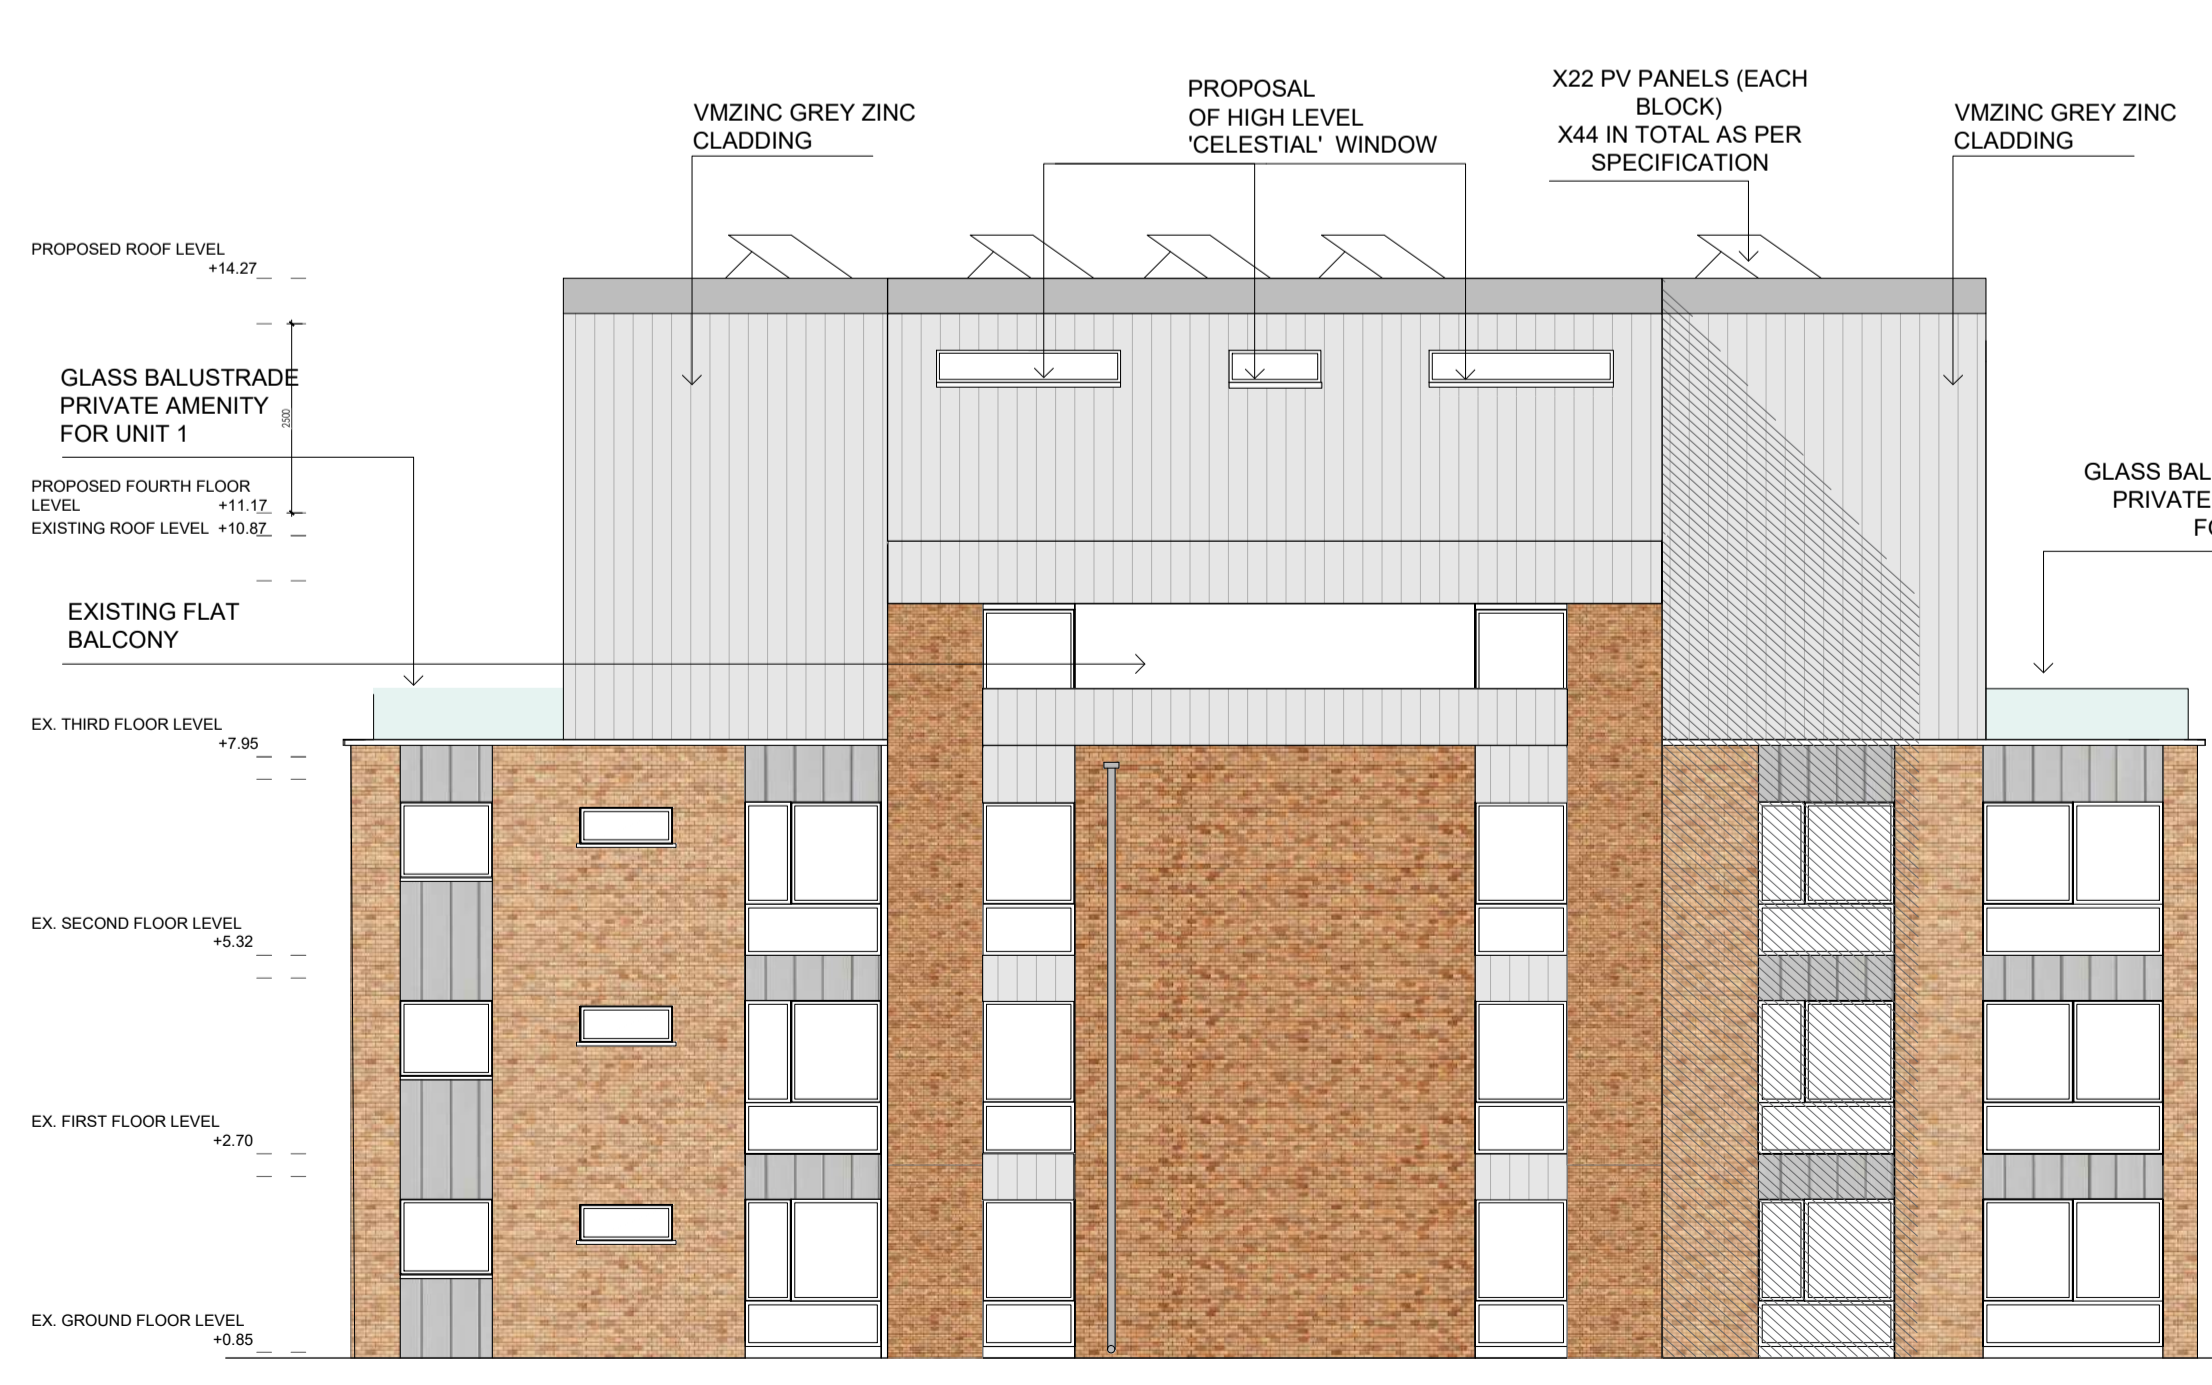 VMZINC GREY ZINC
CLADDING
PROPOSAL
OF HIGH LEVEL
'CELESTIAL' WINDOW
X22 PV PANELS (EACH
BLOCK)
X44 IN TOTAL AS PER
SPECIFICATION
VMZINC GREY ZINC
CLADDING
PROPOSED ROOF LEVEL
+14.27
GLASS BALUSTRADE
PRIVATE AMENITY
FOR UNIT 1
2500
PROPOSED FOURTH FLOOR
LEVEL +11.17
EXISTING ROOF LEVEL +10.87
GLASS BAL
PRIVATE
FO
EXISTING FLAT
BALCONY
EX. THIRD FLOOR LEVEL
+7.95
EX. SECOND FLOOR LEVEL
+5.32
EX. FIRST FLOOR LEVEL
+2.70
EX. GROUND FLOOR LEVEL
+0.85